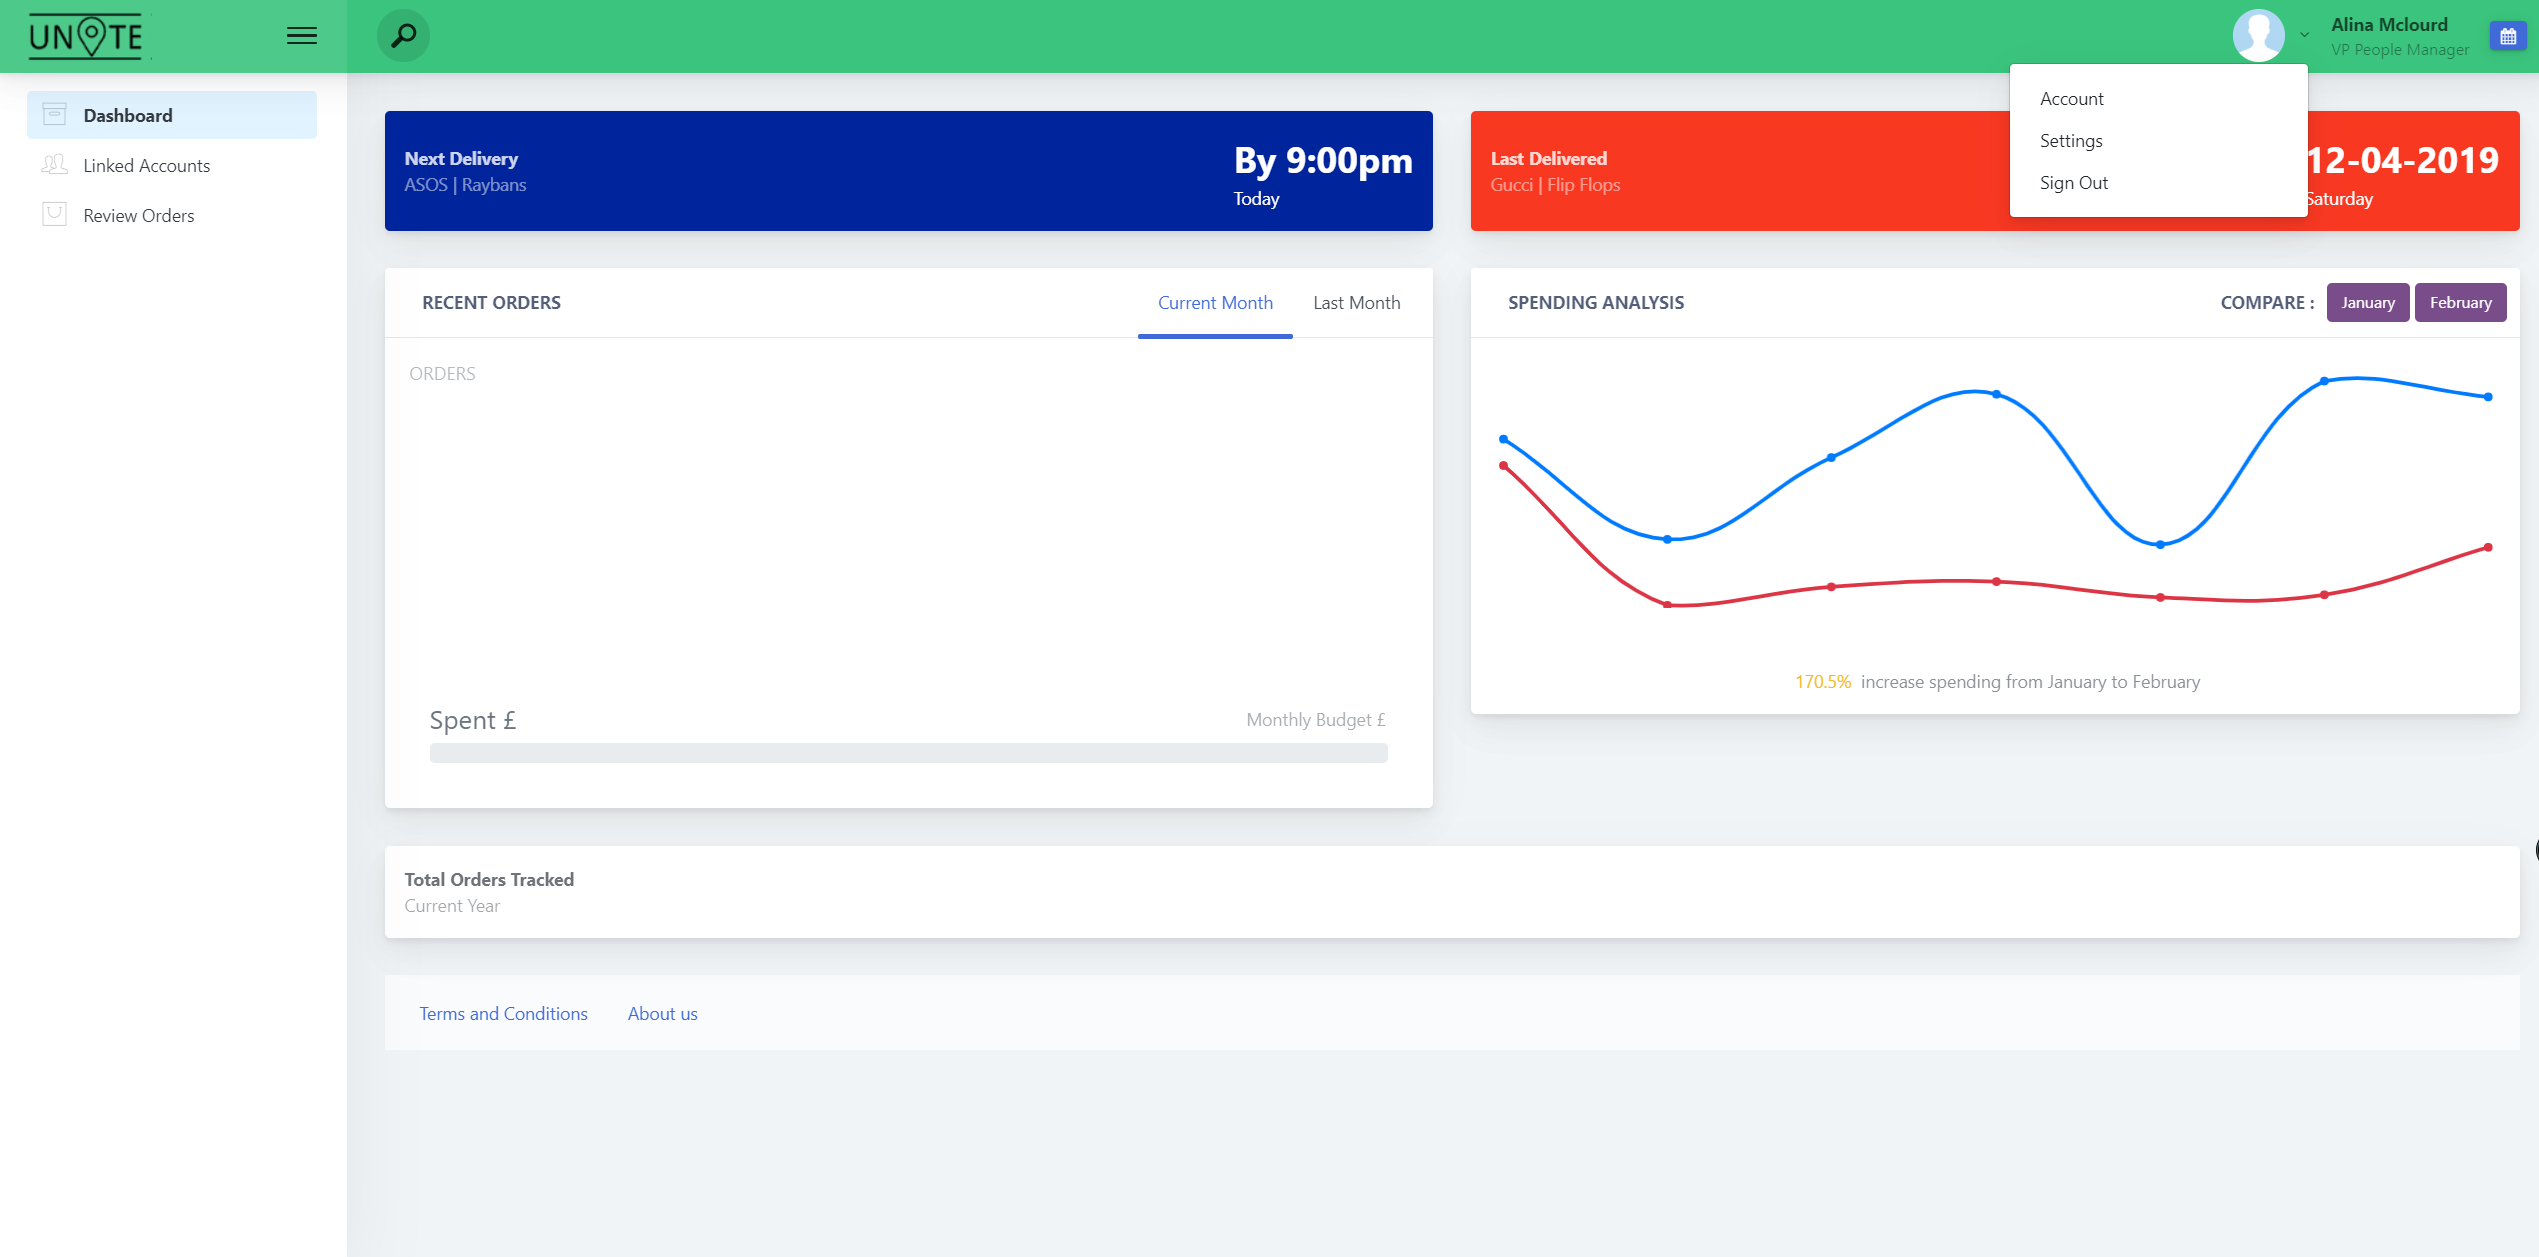 UNOTE
Alina Mclourd
VP People Manager
Account
Settings
Sign Out
Dashboard
Linked Accounts
Review Orders
Next Delivery
ASOS | Raybans
By 9:00pm
Today
Last Delivered
Gucci | Flip Flops
12-04-2019
Saturday
RECENT ORDERS
Current Month
Last Month
ORDERS
Spent £
Monthly Budget £
SPENDING ANALYSIS
COMPARE :
January
February
170.5% increase spending from January to February
Total Orders Tracked
Current Year
Terms and Conditions
About us